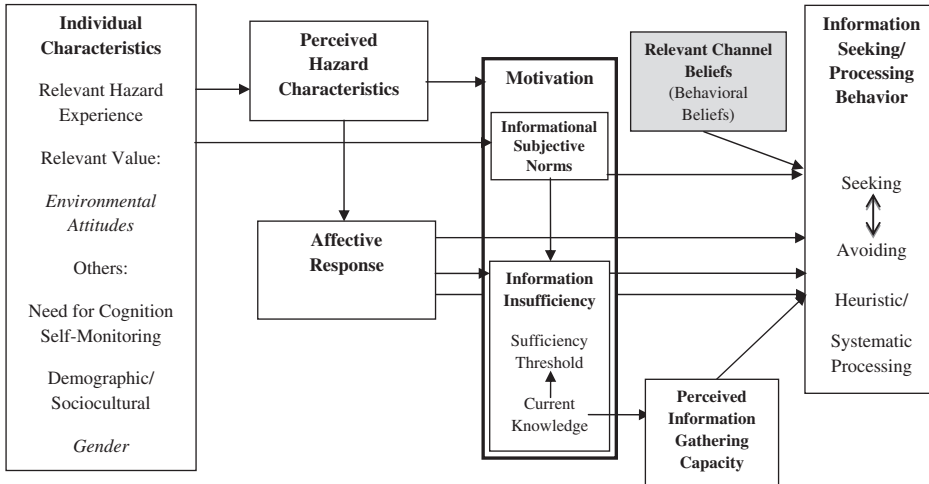 Individual
Characteristics
Relevant Hazard
Experience
Relevant Value:
Environmental
Attitudes
Others:
Need for Cognition
Self-Monitoring
Demographic/
Sociocultural
Gender
Perceived
Hazard
Characteristics
Affective
Response
Motivation
Informational
Subjective
Norms
Information
Insufficiency
Sufficiency
Threshold
Current
Knowledge
Relevant Channel
Beliefs
(Behavioral
Beliefs)
Perceived
Information
Gathering
Capacity
Information
Seeking/
Processing
Behavior
Seeking
Avoiding
Heuristic/
Systematic
Processing